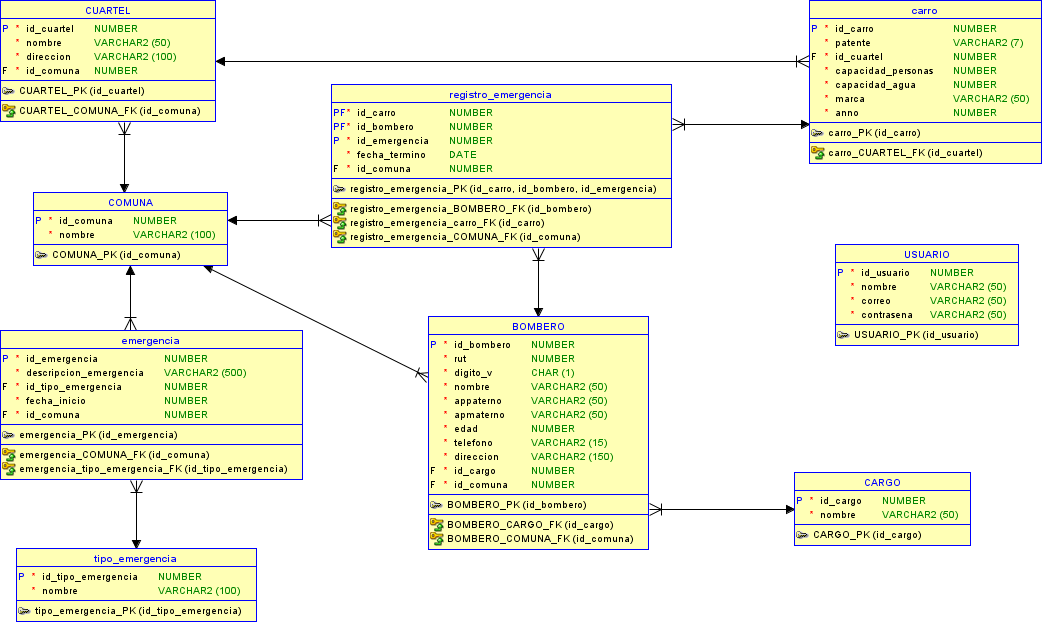 CUARTEL
P * id_cuartel NUMBER
* nombre VARCHAR2 (50)
* direccion VARCHAR2 (100)
F * id_comuna NUMBER
CUARTEL_PK (id_cuartel)
CUARTEL_COMUNA_FK (id_comuna)
carro
P * id_carro NUMBER
* patente VARCHAR2 (7)
F * id_cuartel NUMBER
* capacidad_personas NUMBER
* capacidad_agua NUMBER
* marca VARCHAR2 (50)
* anno NUMBER
carro_PK (id_carro)
carro_CUARTEL_FK (id_cuartel)
registro_emergencia
PF* id_carro NUMBER
PF* id_bombero NUMBER
P * id_emergencia NUMBER
* fecha_termino DATE
F * id_comuna NUMBER
registro_emergencia_PK (id_carro, id_bombero, id_emergencia)
registro_emergencia_BOMBERO_FK (id_bombero)
registro_emergencia_carro_FK (id_carro)
registro_emergencia_COMUNA_FK (id_comuna)
COMUNA
P * id_comuna NUMBER
* nombre VARCHAR2 (100)
COMUNA_PK (id_comuna)
USUARIO
P * id_usuario NUMBER
* nombre VARCHAR2 (50)
* correo VARCHAR2 (50)
* contrasena VARCHAR2 (50)
USUARIO_PK (id_usuario)
emergencia
P * id_emergencia NUMBER
* descripcion_emergencia VARCHAR2 (500)
F * id_tipo_emergencia NUMBER
* fecha_inicio NUMBER
F * id_comuna NUMBER
emergencia_PK (id_emergencia)
emergencia_COMUNA_FK (id_comuna)
emergencia_tipo_emergencia_FK (id_tipo_emergencia)
BOMBERO
P * id_bombero NUMBER
* rut NUMBER
* digito_v CHAR (1)
* nombre VARCHAR2 (50)
* appaterno VARCHAR2 (50)
* apmaterno VARCHAR2 (50)
* edad NUMBER
* telefono VARCHAR2 (15)
* direccion VARCHAR2 (150)
F * id_cargo NUMBER
F * id_comuna NUMBER
BOMBERO_PK (id_bombero)
BOMBERO_CARGO_FK (id_cargo)
BOMBERO_COMUNA_FK (id_comuna)
CARGO
P * id_cargo NUMBER
* nombre VARCHAR2 (50)
CARGO_PK (id_cargo)
tipo_emergencia
P * id_tipo_emergencia NUMBER
* nombre VARCHAR2 (100)
tipo_emergencia_PK (id_tipo_emergencia)